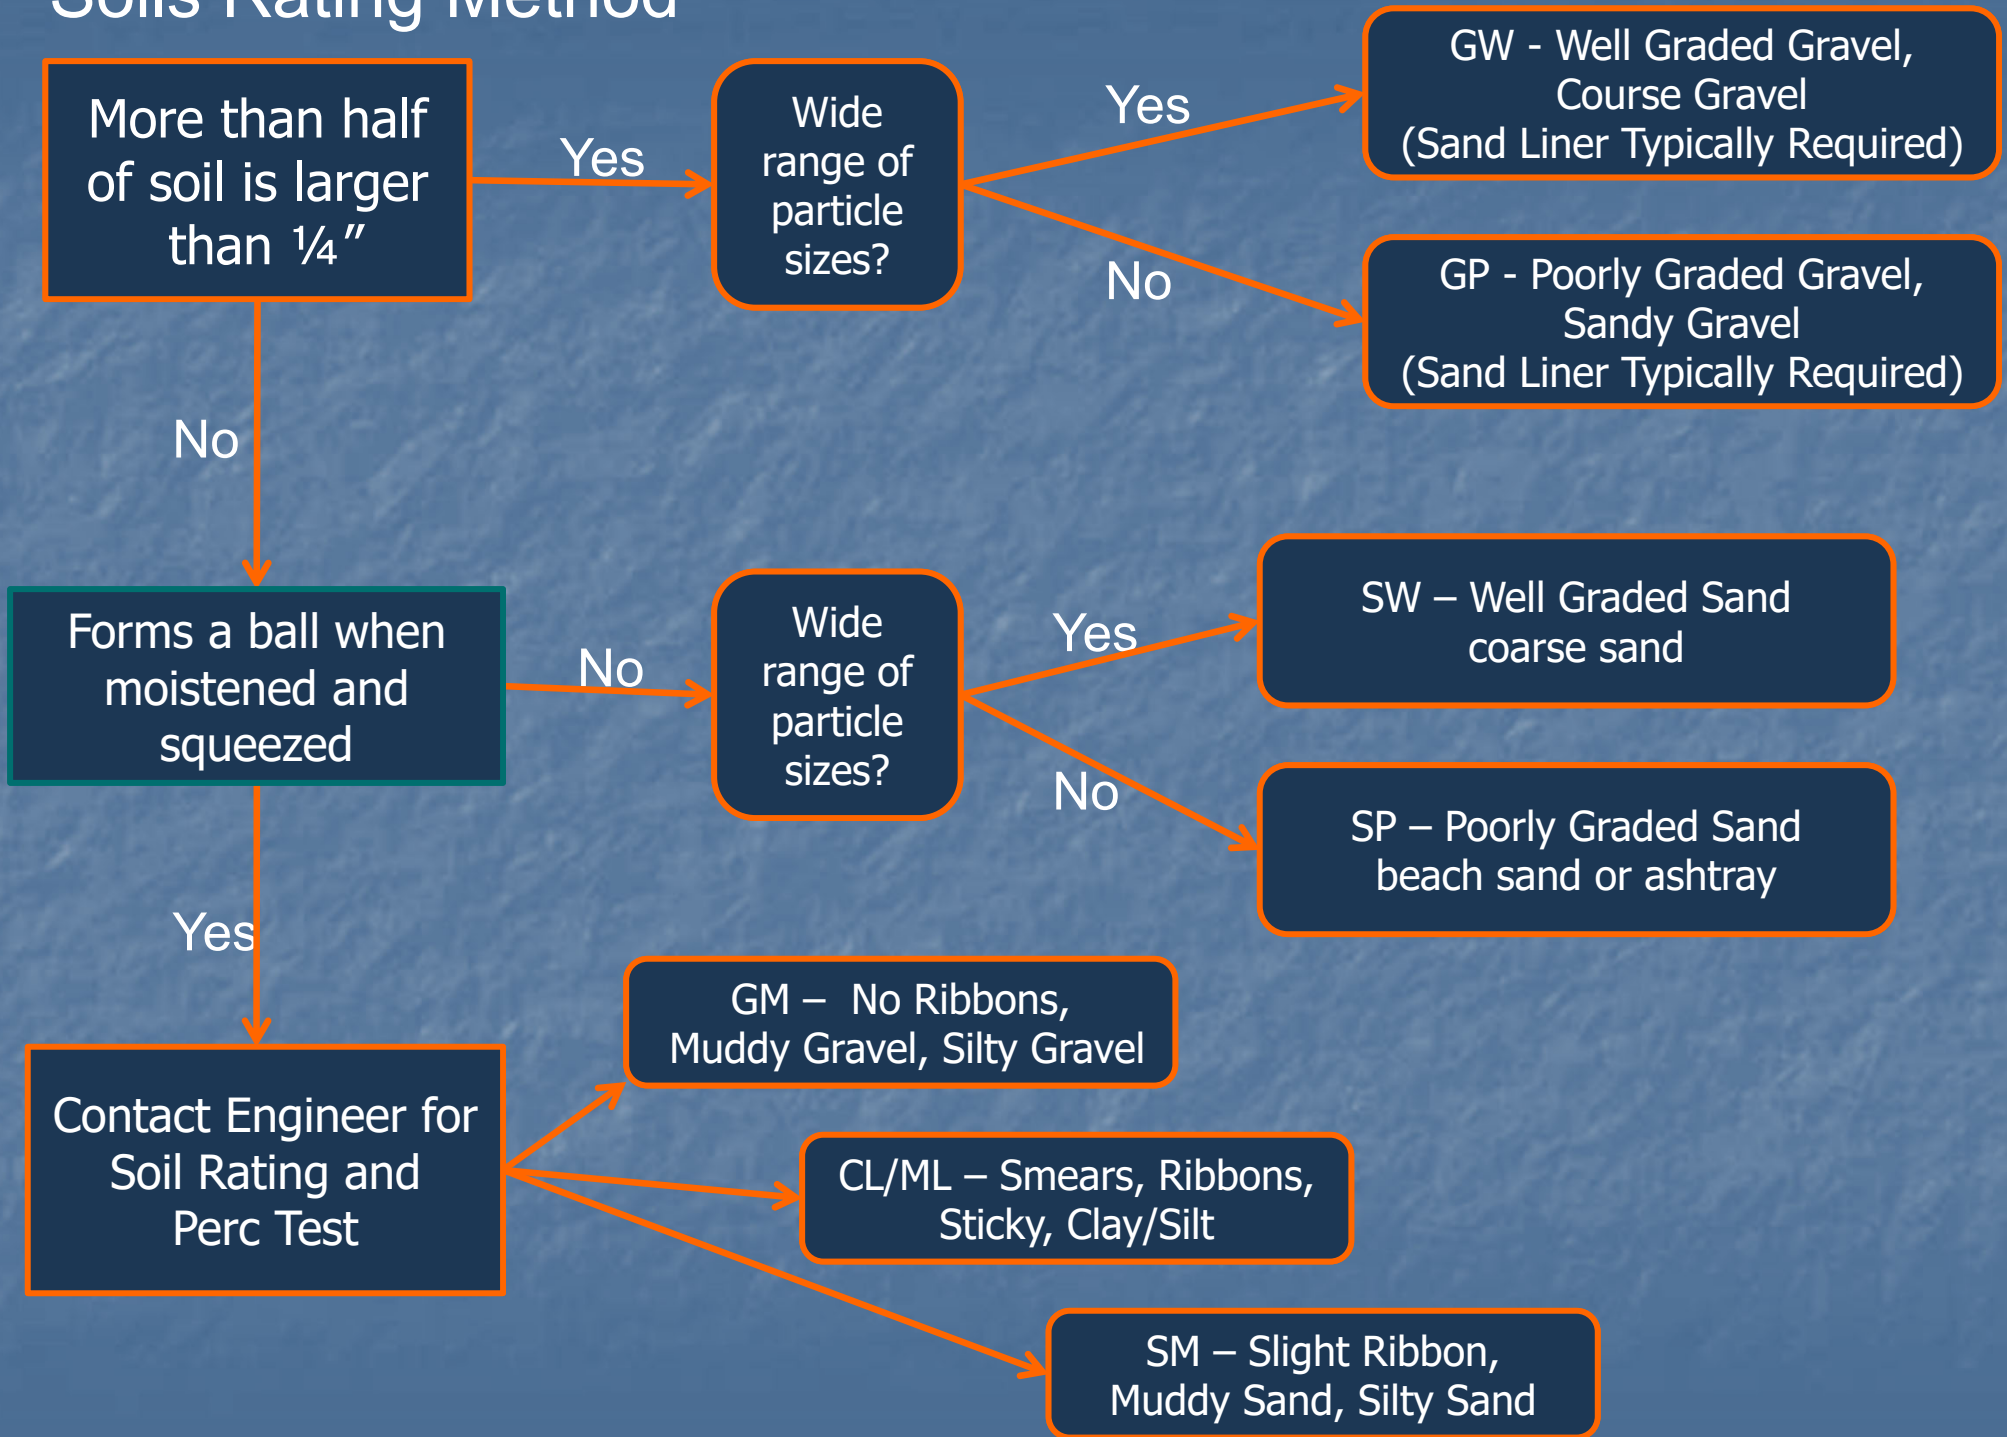 Soils Rating Method
More than half
of soil is larger
than ¼”
Yes
Wide
range of
particle
sizes?
Yes
GW - Well Graded Gravel,
Course Gravel
(Sand Liner Typically Required)
No
GP - Poorly Graded Gravel,
Sandy Gravel
(Sand Liner Typically Required)
No
Forms a ball when
moistened and
squeezed
No
Wide
range of
particle
sizes?
Yes
SW – Well Graded Sand
coarse sand
No
SP – Poorly Graded Sand
beach sand or ashtray
Yes
Contact Engineer for
Soil Rating and
Perc Test
GM – No Ribbons,
Muddy Gravel, Silty Gravel
CL/ML – Smears, Ribbons,
Sticky, Clay/Silt
SM – Slight Ribbon,
Muddy Sand, Silty Sand